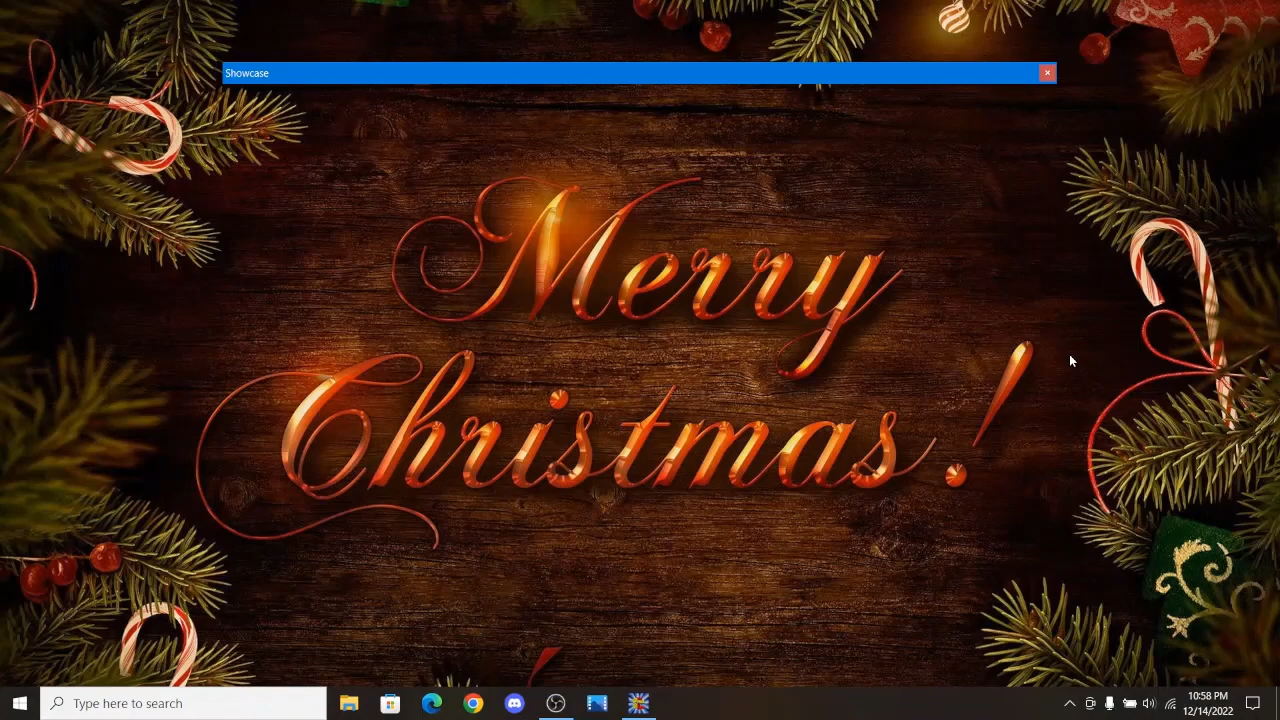 Showcase
Merry
Christmas!
Type here to search
10:58 PM
12/14/2022